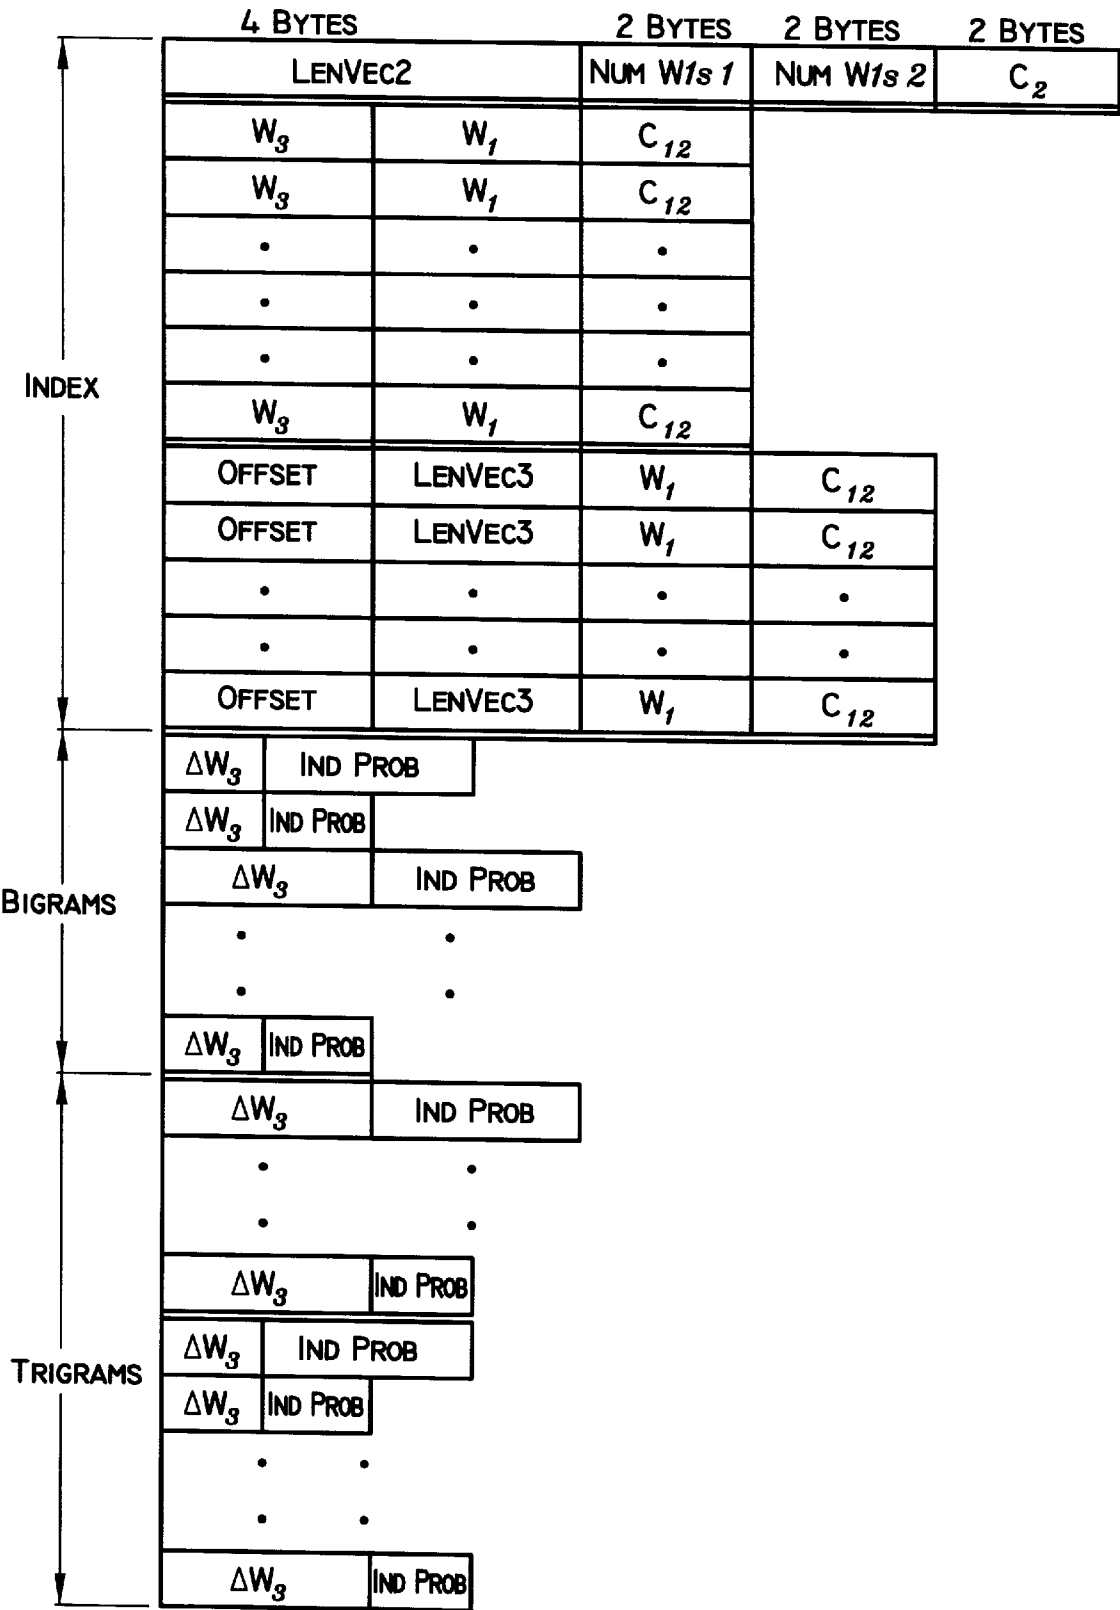 4 BYTES 2 BYTES 2 BYTES 2 BYTES
LENVEC2 NUM W1s 1 NUM W1s 2 C2
W3 W1 C12
W3 W1 C12
. . .
. . .
. . .
INDEX
W3 W1 C12
OFFSET LENVEC3 W1 C12
OFFSET LENVEC3 W1 C12
. . . .
. . . .
OFFSET LENVEC3 W1 C12
ΔW3 IND PROB
ΔW3 IND PROB
ΔW3 IND PROB
BIGRAMS
. .
. .
ΔW3 IND PROB
ΔW3 IND PROB
. .
. .
ΔW3 IND PROB
ΔW3 IND PROB
TRIGRAMS
ΔW3 IND PROB
. .
. .
ΔW3 IND PROB